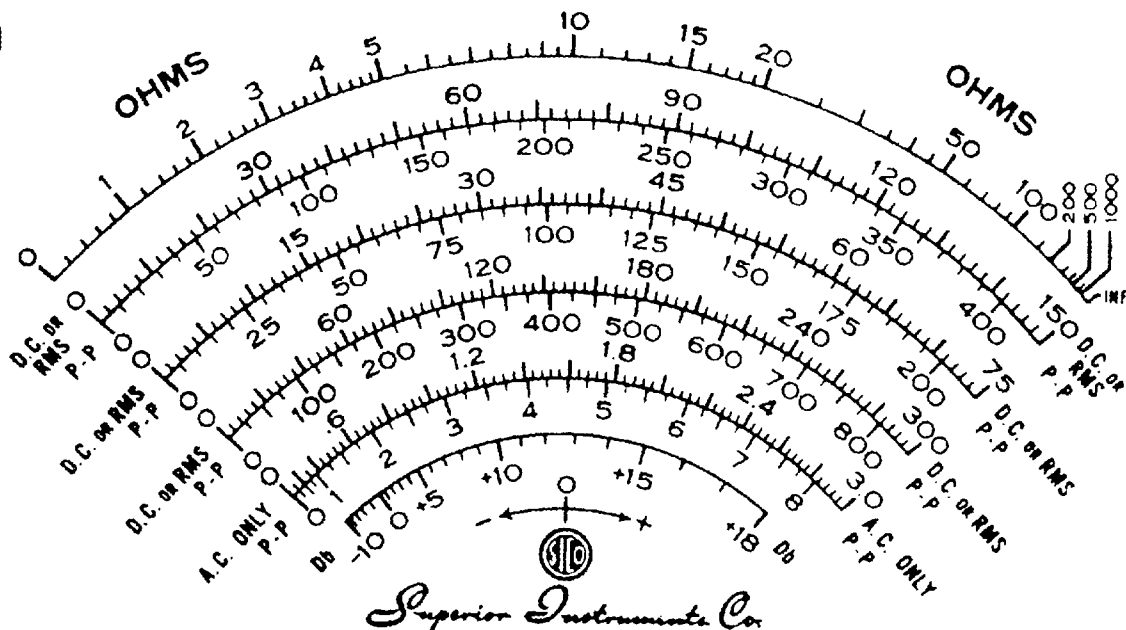 OHMS OHMS
0 1 2 3 4 5 10 15 20 50 100 200 500 1000 INF
0 30 60 90 120 150 D.C. OR RMS
P-P 50 100 150 200 250 300 350 400 P-P
D.C. OR RMS 0 15 30 45 60 75 D.C. OR RMS
P-P 0 25 50 75 100 125 150 175 200 P-P
D.C. OR RMS 0 60 120 180 240 300 D.C. OR RMS
P-P 0 100 200 300 400 500 600 700 800 P-P
A.C. ONLY 0 .6 1.2 1.8 2.4 3.0 A.C. ONLY
P-P 0 1 2 3 4 5 6 7 8 P-P
Db -10 0 +5 +10 +15 +18 Db
0
- +
SICO
Superior Instruments Co.